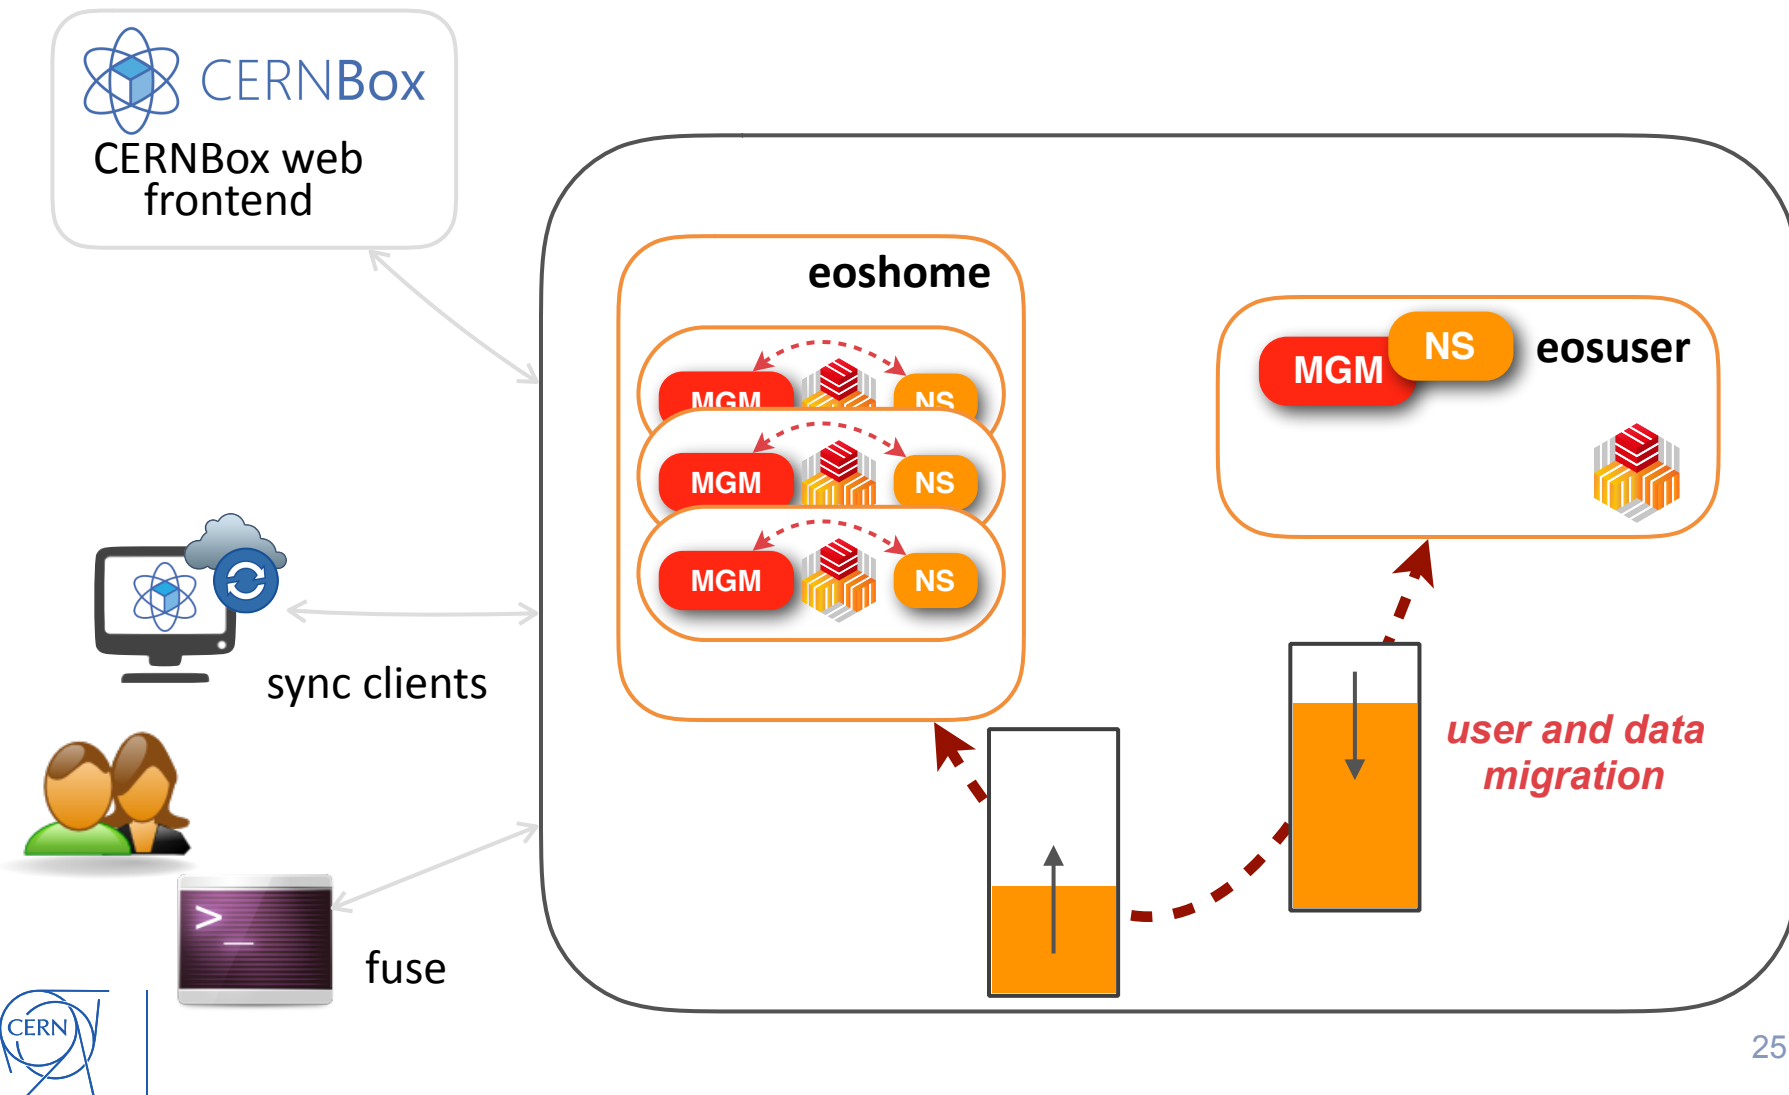 CERNBox
CERNBox web
frontend
eoshome
MGM
NS
MGM
NS
MGM
NS
MGM
NS
eosuser
sync clients
user and data
migration
>_
fuse
CERN
25